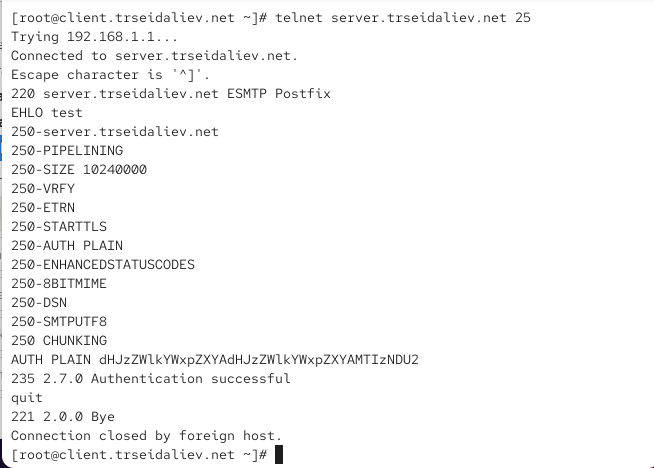 [root@client.trseidaliev.net ~]# telnet server.trseidaliev.net 25
Trying 192.168.1.1...
Connected to server.trseidaliev.net.
Escape character is '^]'.
220 server.trseidaliev.net ESMTP Postfix
EHLO test
250-server.trseidaliev.net
250-PIPELINING
250-SIZE 10240000
250-VRFY
250-ETRN
250-STARTTLS
250-AUTH PLAIN
250-ENHANCEDSTATUSCODES
250-8BITMIME
250-DSN
250-SMTPUTF8
250 CHUNKING
AUTH PLAIN dHJzZWlkYWxpZXYAdHJzZWlkYWxpZXYAMTIzNDU2
235 2.7.0 Authentication successful
quit
221 2.0.0 Bye
Connection closed by foreign host.
[root@client.trseidaliev.net ~]#